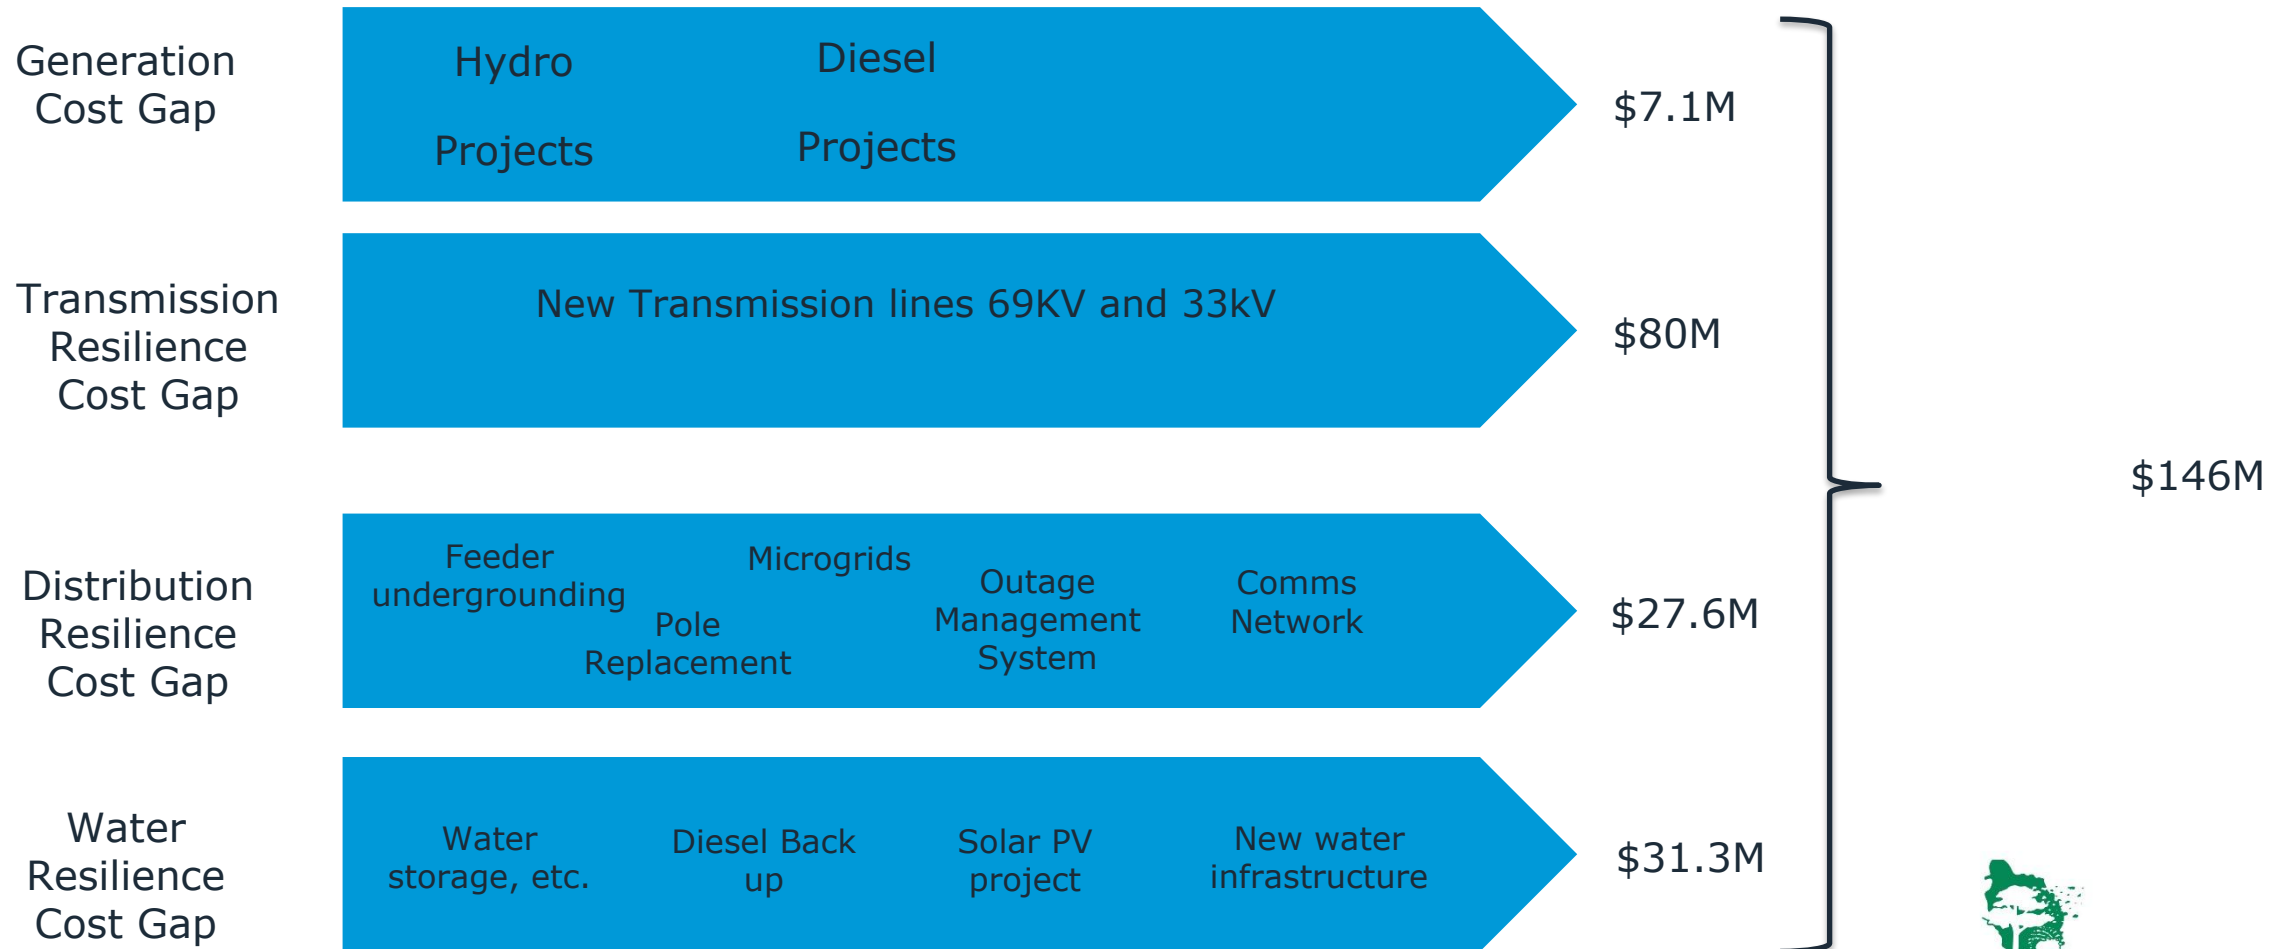 Generation
Cost Gap
Hydro
Projects
Diesel
Projects
$7.1M
Transmission
Resilience
Cost Gap
New Transmission lines 69KV and 33kV
$80M
$146M
Distribution
Resilience
Cost Gap
Feeder
undergrounding
Pole
Replacement
Microgrids
Outage
Management
System
Comms
Network
$27.6M
Water
Resilience
Cost Gap
Water
storage, etc.
Diesel Back
up
Solar PV
project
New water
infrastructure
$31.3M